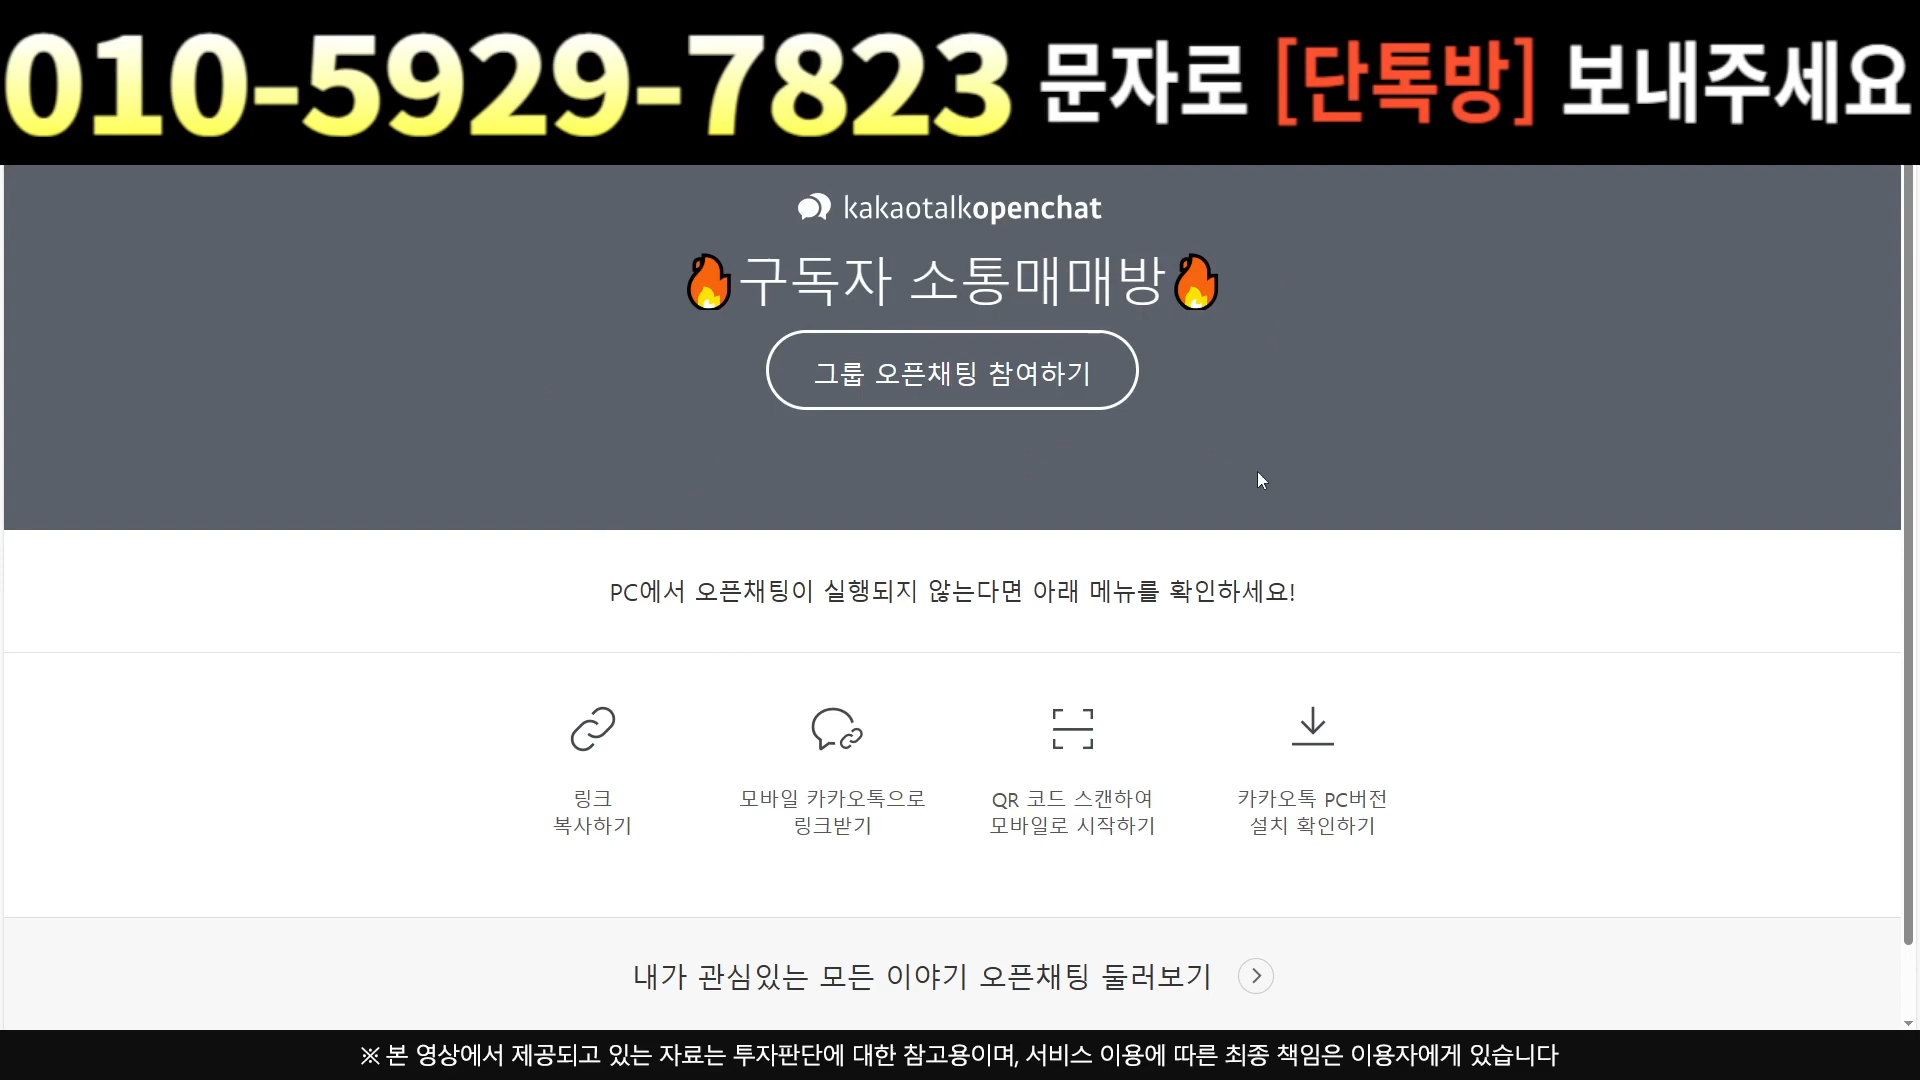 010-5929-7823 문자로 [단톡방] 보내주세요
kakaotalkopenchat
🔥구독자 소통매매방🔥
그룹 오픈채팅 참여하기
PC에서 오픈채팅이 실행되지 않는다면 아래 메뉴를 확인하세요!
링크
복사하기
모바일 카카오톡으로
링크받기
QR 코드 스캔하여
모바일로 시작하기
카카오톡 PC버전
설치 확인하기
내가 관심있는 모든 이야기 오픈채팅 둘러보기
※ 본 영상에서 제공되고 있는 자료는 투자판단에 대한 참고용이며, 서비스 이용에 따른 최종 책임은 이용자에게 있습니다